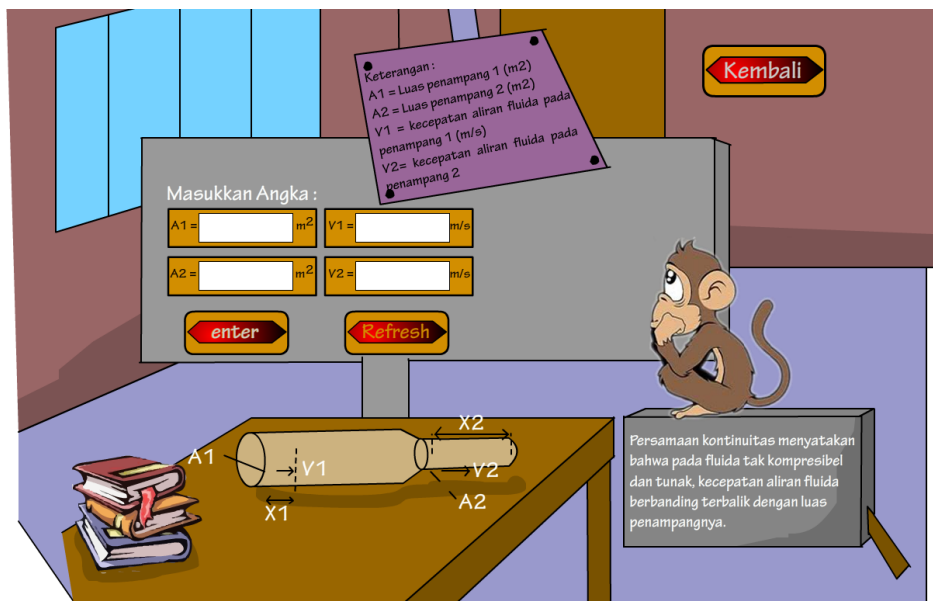 Keterangan :
A1 = Luas penampang 1 (m2)
A2 = Luas penampang 2 (m2)
V1 = kecepatan aliran fluida pada
penampang 1 (m/s)
V2= kecepatan aliran fluida pada
penampang 2
Kembali
Masukkan Angka :
A1 = m²
V1 = m/s
A2 = m²
V2 = m/s
enter
Refresh
A1
V1
X1
X2
V2
A2
Persamaan kontinuitas menyatakan
bahwa pada fluida tak kompresibel
dan tunak, kecepatan aliran fluida
berbanding terbalik dengan luas
penampangnya.